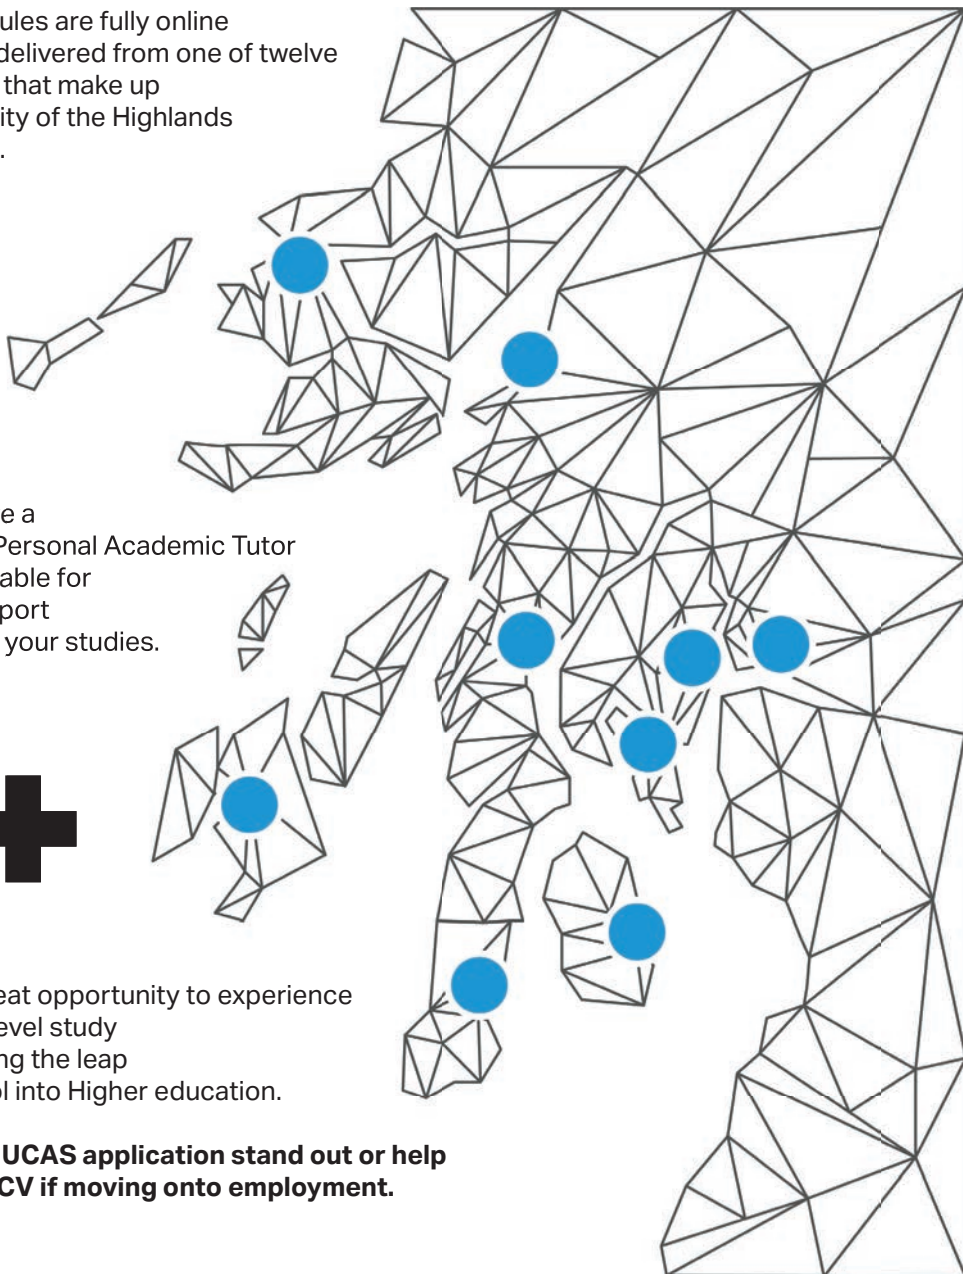 ules are fully online
delivered from one of twelve
that make up
ity of the Highlands
.
e a
Personal Academic Tutor
able for
port
your studies.
eat opportunity to experience
evel study
ng the leap
l into Higher education.
UCAS application stand out or help
CV if moving onto employment.